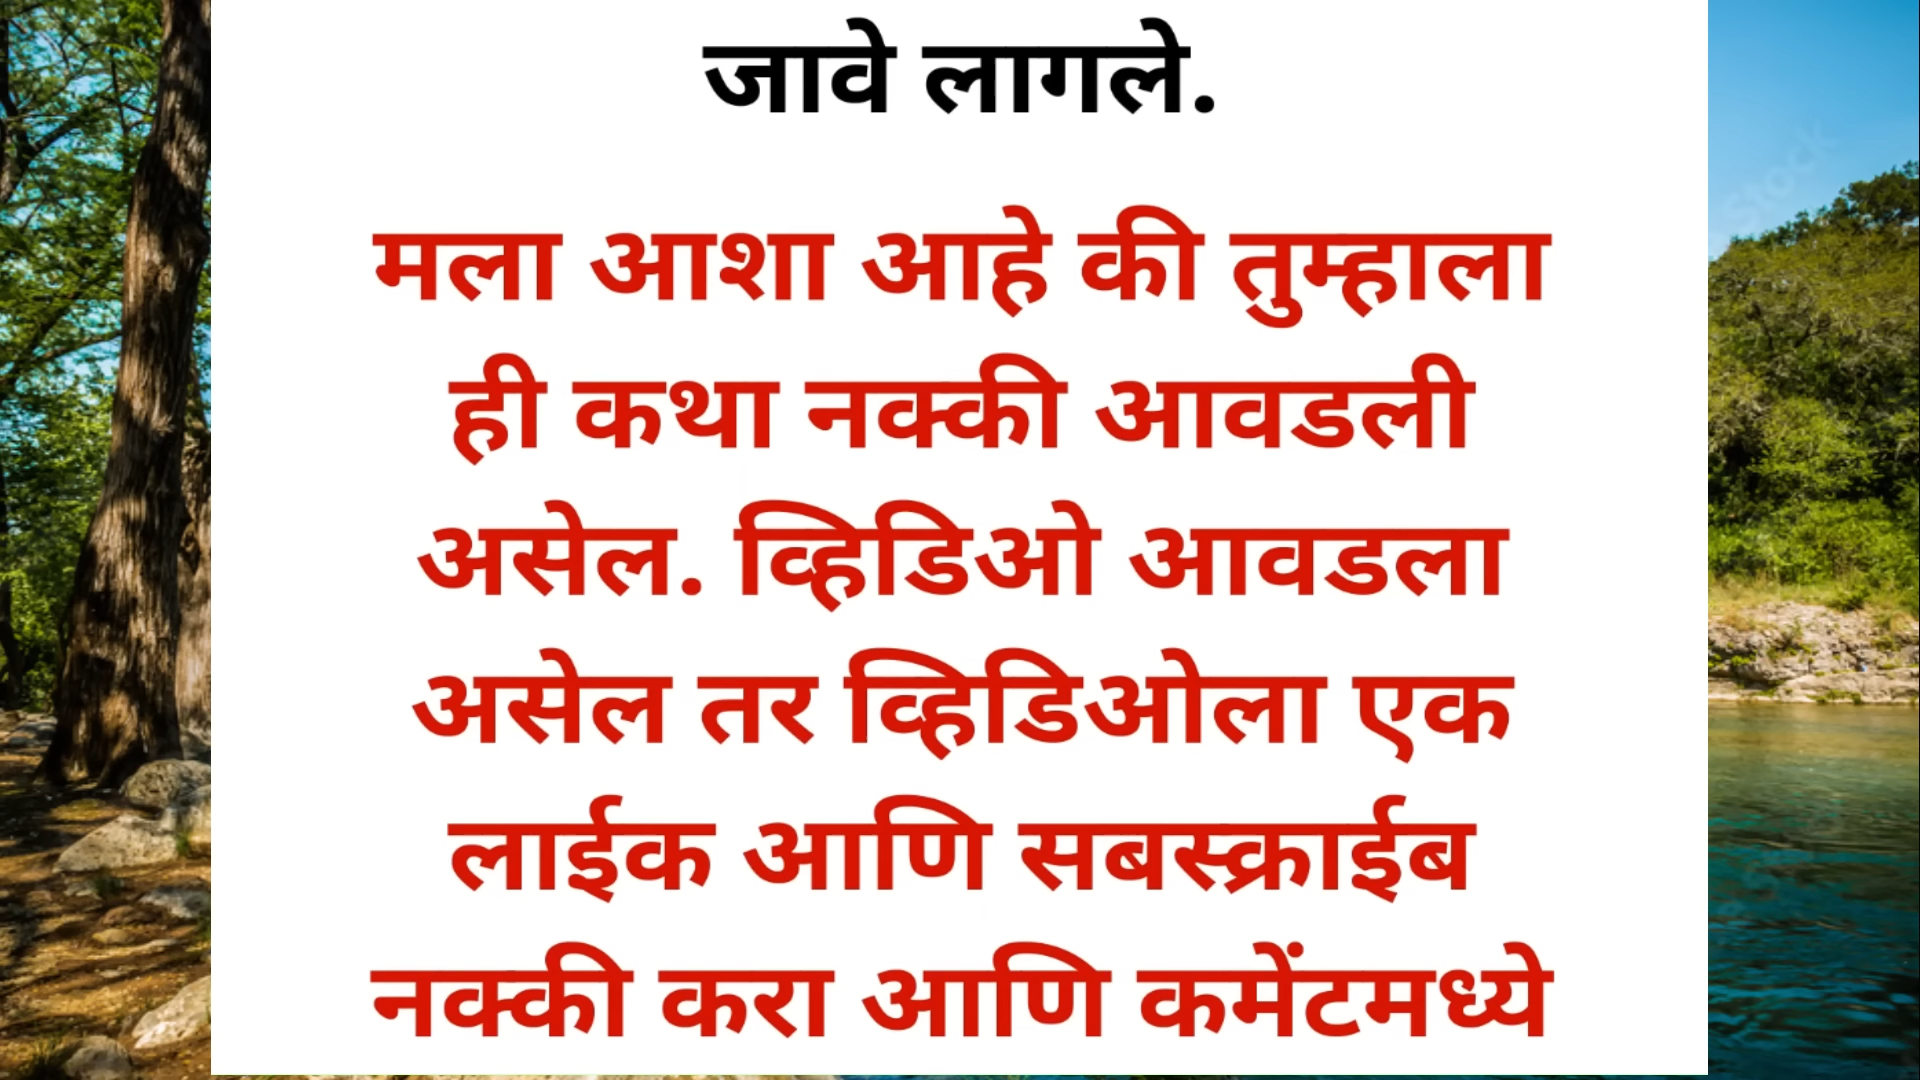 जावे लागले.
मला आशा आहे की तुम्हाला
ही कथा नक्की आवडली
असेल. व्हिडिओ आवडला
असेल तर व्हिडिओला एक
लाईक आणि सबस्क्राईब
नक्की करा आणि कमेंटमध्ये